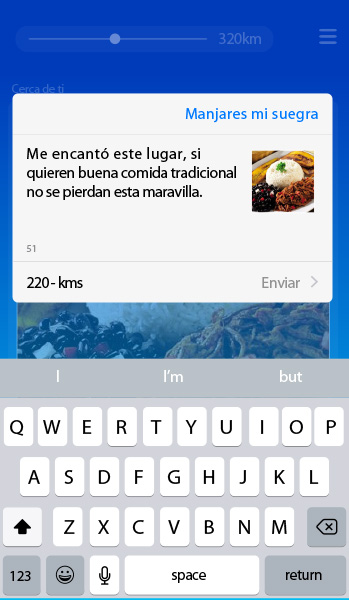 320km
Cerca de ti
Manjares mi suegra
Me encantó este lugar, si
quieren buena comida tradicional
no se pierdan esta maravilla.
51
220- kms
Enviar
I I'm but
Q W E R T Y U I O P
A S D F G H J K L
Z X C V B N M
123 space return